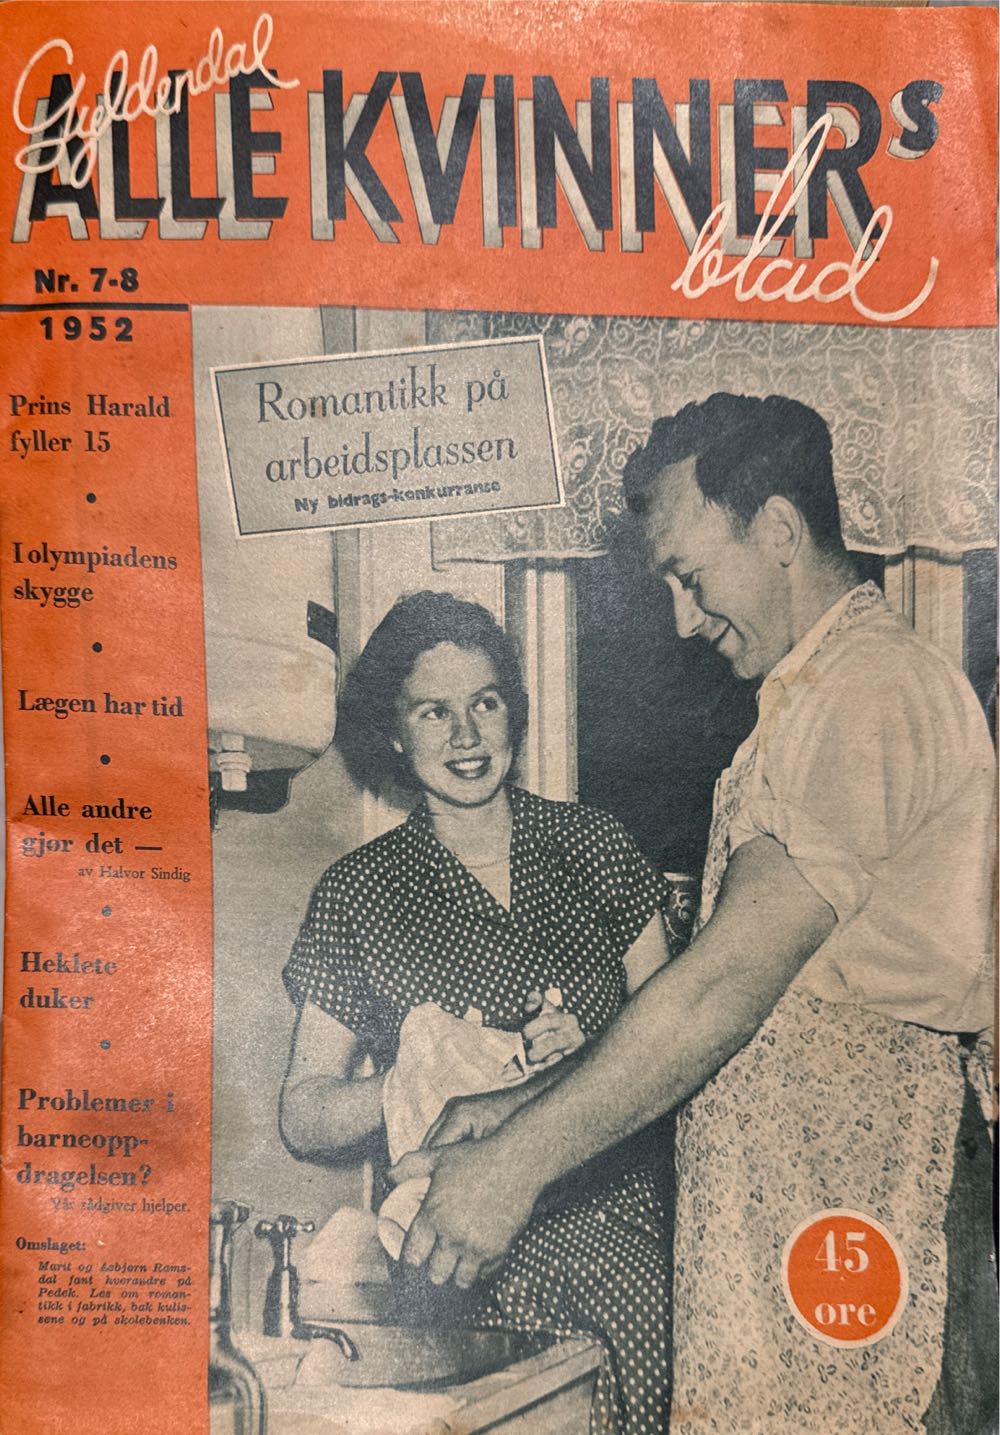 Gyldendal
ALLE KVINNERS
blad
Nr. 7-8
1952
Prins Harald
fyller 15
I olympiadens
skygge
Lægen har tid
Alle andre
gjør det —
av Halvor Sindig
Heklete
duker
Problemer i
barneopp-
dragelsen?
Vår rådgiver hjelper.
Omslaget:
Marit og Asbjørn Rams-
dal fant hverandre på
Pedek. Les om roman-
tikk i fabrikk, bak kulis-
sene og på skolebenken.
Romantikk på
arbeidsplassen
Ny bidrags-konkurranse
45
øre